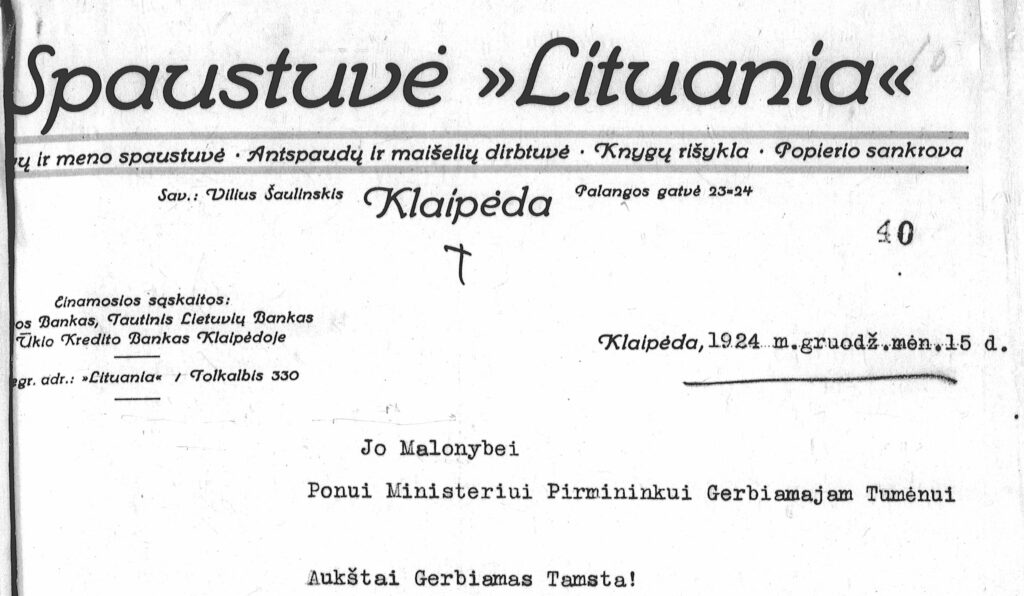 Spaustuvė »Lituania«
ir meno spaustuvė · Antspaudų ir maišelių dirbtuvė · Knygų rišykla · Popierio sankrova
Sav.: Vilius Šaulinskis Klaipėda Palangos gatvė 23-24
40
Einamosios sąskaitos:
os Bankas, Tautinis Lietuvių Bankas
Ūkio Kredito Bankas Klaipėdoje
Klaipėda, 1924 m.gruodž.mėn.15 d.
egr. adr.: »Lituania« / Tolkalbis 330
Jo Malonybei
Ponui Ministeriui Pirmininkui Gerbiamajam Tumėnui
Aukštai Gerbiamas Tamsta!